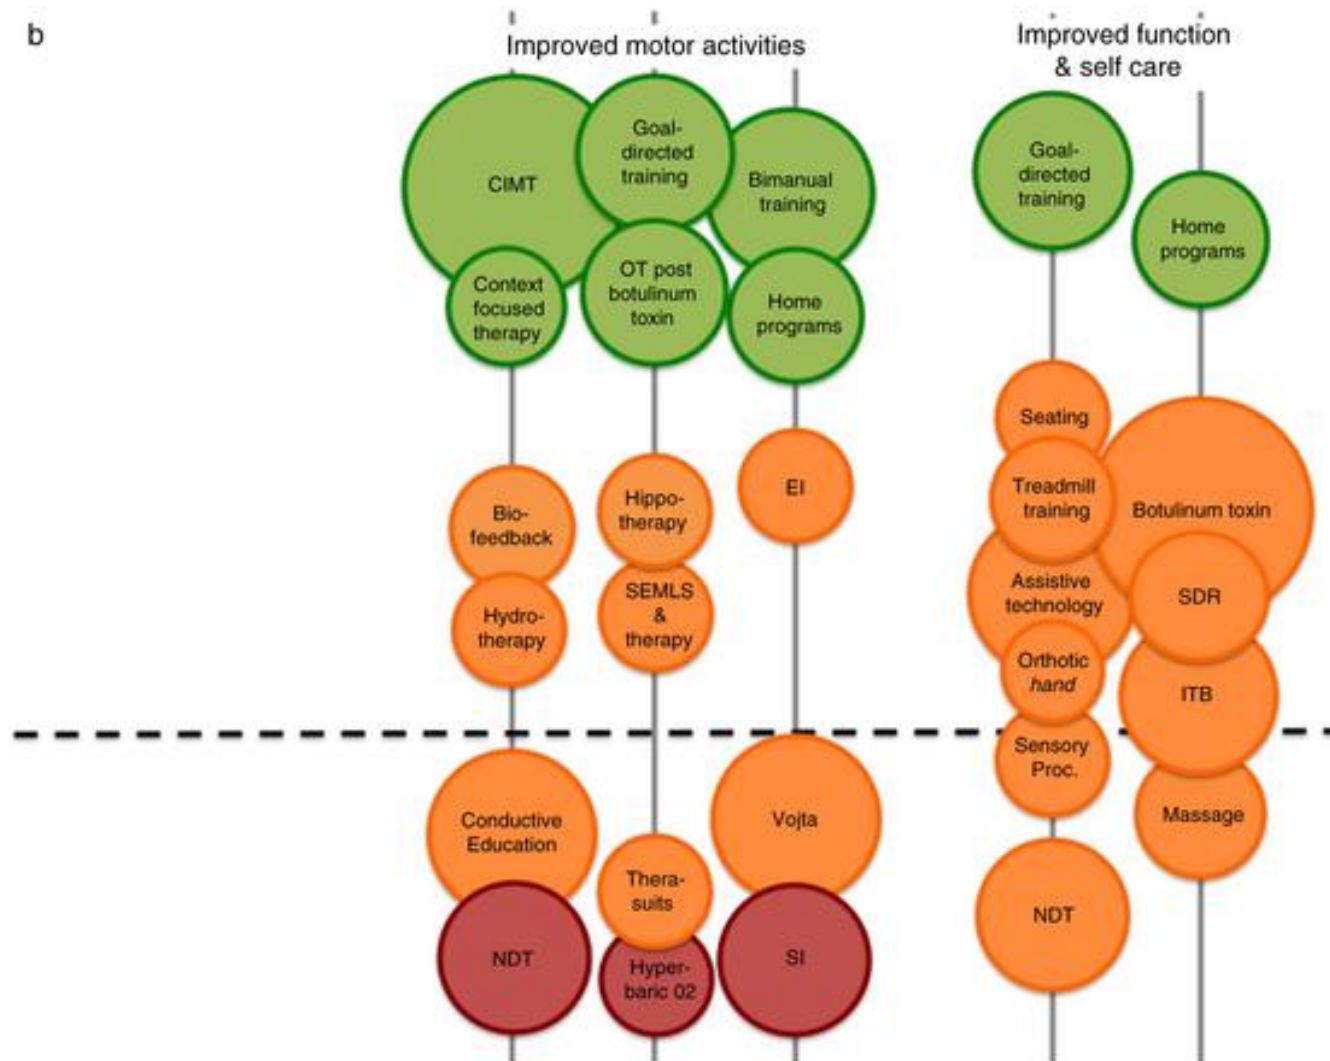 b
Improved motor activities
Improved function
& self care
CIMT
Goal-
directed
training
Bimanual
training
Context
focused
therapy
OT post
botulinum
toxin
Home
programs
Bio-
feedback
Hippo-
therapy
EI
Hydro-
therapy
SEMLS
&
therapy
Conductive
Education
Thera-
suits
Vojta
NDT
Hyper-
baric 02
SI
Goal-
directed
training
Home
programs
Seating
Treadmill
training
Botulinum toxin
Assistive
technology
SDR
Orthotic
hand
ITB
Sensory
Proc.
Massage
NDT